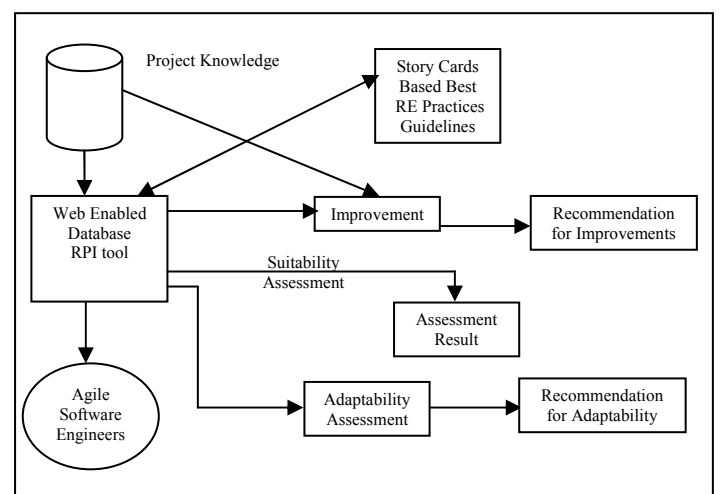 Project Knowledge
Story Cards
Based Best
RE Practices
Guidelines
Web Enabled
Database
RPI tool
Improvement
Recommendation
for Improvements
Suitability
Assessment
Assessment
Result
Agile
Software
Engineers
Adaptability
Assessment
Recommendation
for Adaptability